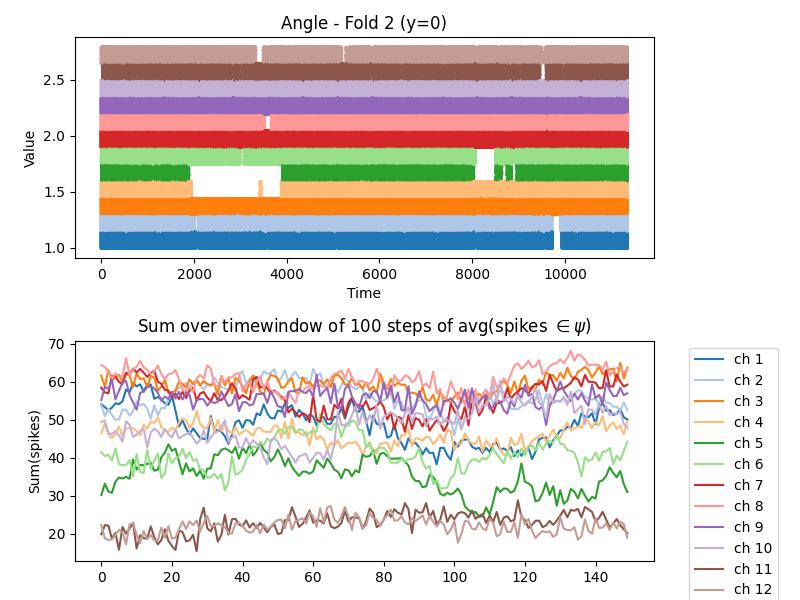 Angle - Fold 2 (y=0)
Value
2.5
2.0
1.5
1.0
0 2000 4000 6000 8000 10000
Time
Sum over timewindow of 100 steps of avg(spikes ∈ ψ)
Sum(spikes)
70
60
50
40
30
20
0 20 40 60 80 100 120 140
ch 1
ch 2
ch 3
ch 4
ch 5
ch 6
ch 7
ch 8
ch 9
ch 10
ch 11
ch 12